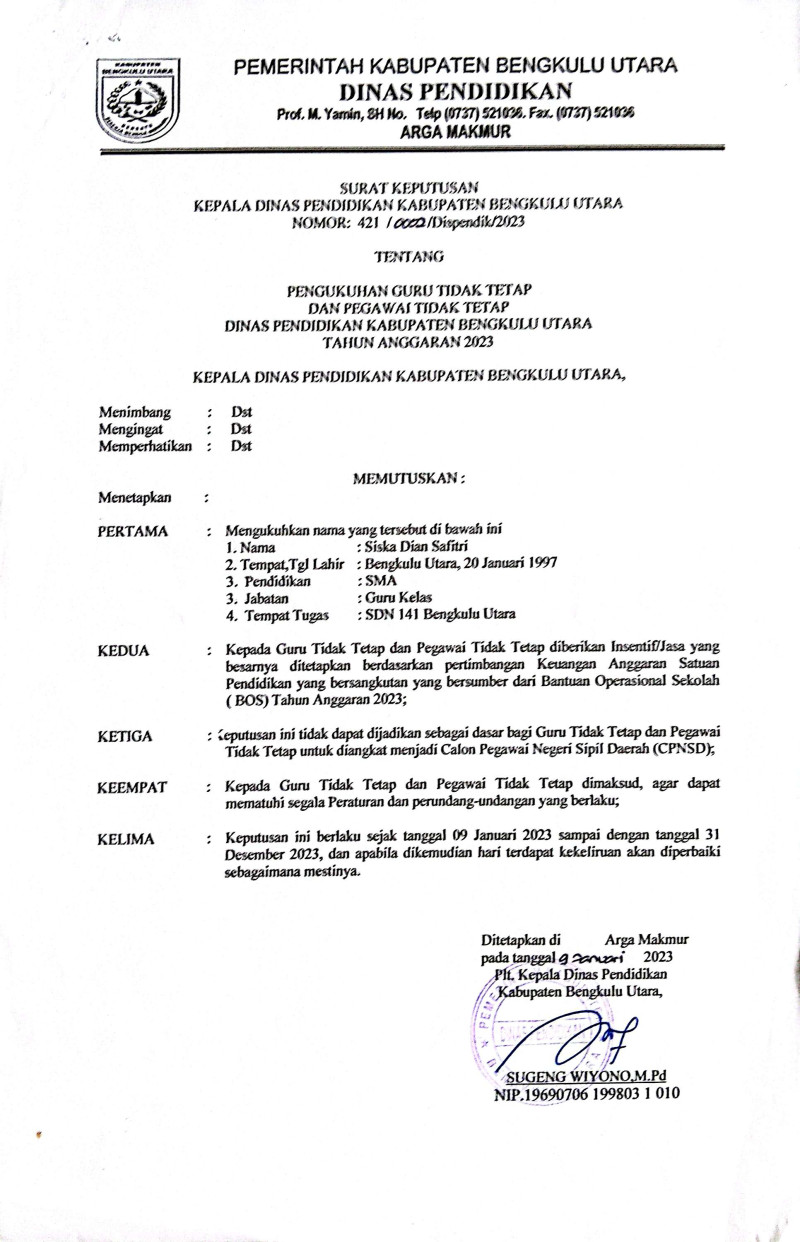 KABUPATEN
BENGKULU UTARA
PEMERINTAH KABUPATEN BENGKULU UTARA
DINAS PENDIDIKAN
Prof. M. Yamin, SH No. Telp (0737) 521036. Fax. (0737) 521036
ARGA MAKMUR
SURAT KEPUTUSAN
KEPALA DINAS PENDIDIKAN KABUPATEN BENGKULU UTARA
NOMOR: 421 / /Dispendik/2023
TENTANG
PENGUKUHAN GURU TIDAK TETAP
DAN PEGAWAI TIDAK TETAP
DINAS PENDIDIKAN KABUPATEN BENGKULU UTARA
TAHUN ANGGARAN 2023
KEPALA DINAS PENDIDIKAN KABUPATEN BENGKULU UTARA,
Menimbang : Dst
Mengingat : Dst
Memperhatikan : Dst
MEMUTUSKAN :
Menetapkan :
PERTAMA : Mengukuhkan nama yang tersebut di bawah ini
1. Nama : Siska Dian Safitri
2. Tempat,Tgl Lahir : Bengkulu Utara, 20 Januari 1997
3. Pendidikan : SMA
3. Jabatan : Guru Kelas
4. Tempat Tugas : SDN 141 Bengkulu Utara
KEDUA : Kepada Guru Tidak Tetap dan Pegawai Tidak Tetap diberikan Insentif/Jasa yang
besarnya ditetapkan berdasarkan pertimbangan Keuangan Anggaran Satuan
Pendidikan yang bersangkutan yang bersumber dari Bantuan Operasional Sekolah
( BOS) Tahun Anggaran 2023;
KETIGA : Keputusan ini tidak dapat dijadikan sebagai dasar bagi Guru Tidak Tetap dan Pegawai
Tidak Tetap untuk diangkat menjadi Calon Pegawai Negeri Sipil Daerah (CPNSD);
KEEMPAT : Kepada Guru Tidak Tetap dan Pegawai Tidak Tetap dimaksud, agar dapat
mematuhi segala Peraturan dan perundang-undangan yang berlaku;
KELIMA : Keputusan ini berlaku sejak tanggal 09 Januari 2023 sampai dengan tanggal 31
Desember 2023, dan apabila dikemudian hari terdapat kekeliruan akan diperbaiki
sebagaimana mestinya.
Ditetapkan di Arga Makmur
pada tanggal 9 Januari 2023
Plt. Kepala Dinas Pendidikan
Kabupaten Bengkulu Utara,
SUGENG WIYONO,M.Pd
NIP.19690706 199803 1 010